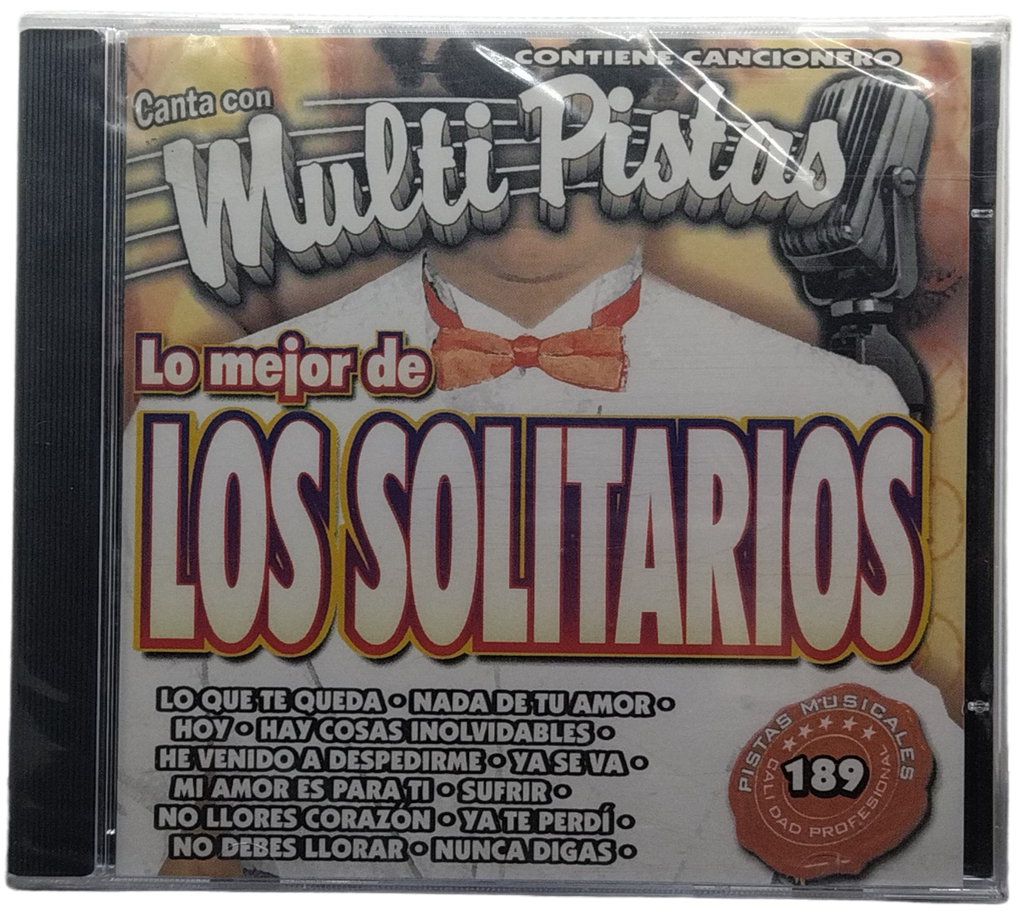 CONTIENE CANCIONERO
Canta con
Multi Pistas
Lo mejor de
LOS SOLITARIOS
LO QUE TE QUEDA • NADA DE TU AMOR •
HOY • HAY COSAS INOLVIDABLES •
HE VENIDO A DESPEDIRME • YA SE VA •
MI AMOR ES PARA TI • SUFRIR •
NO LLORES CORAZÓN • YA TE PERDÍ •
NO DEBES LLORAR • NUNCA DIGAS •
PISTAS MUSICALES
189
CALIDAD PROFESIONAL